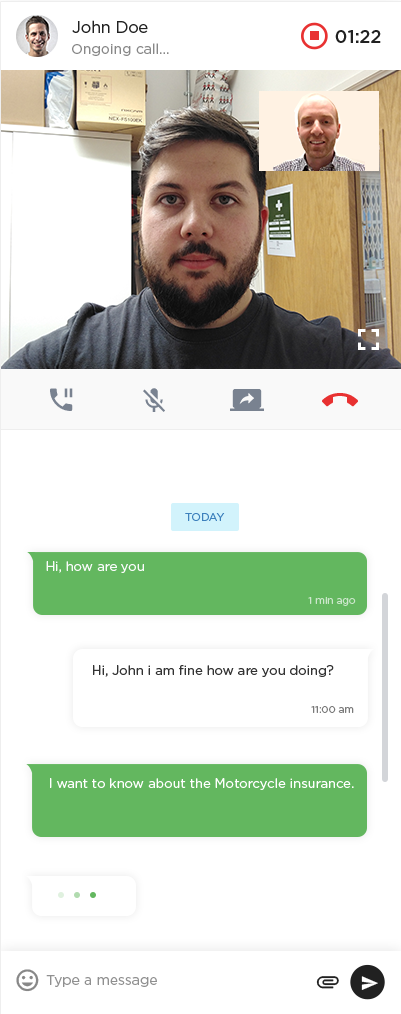 John Doe
Ongoing call...
01:22
NEX-FS100EK
TODAY
Hi, how are you
1 min ago
Hi, John i am fine how are you doing?
11:00 am
I want to know about the Motorcycle insurance.
Type a message